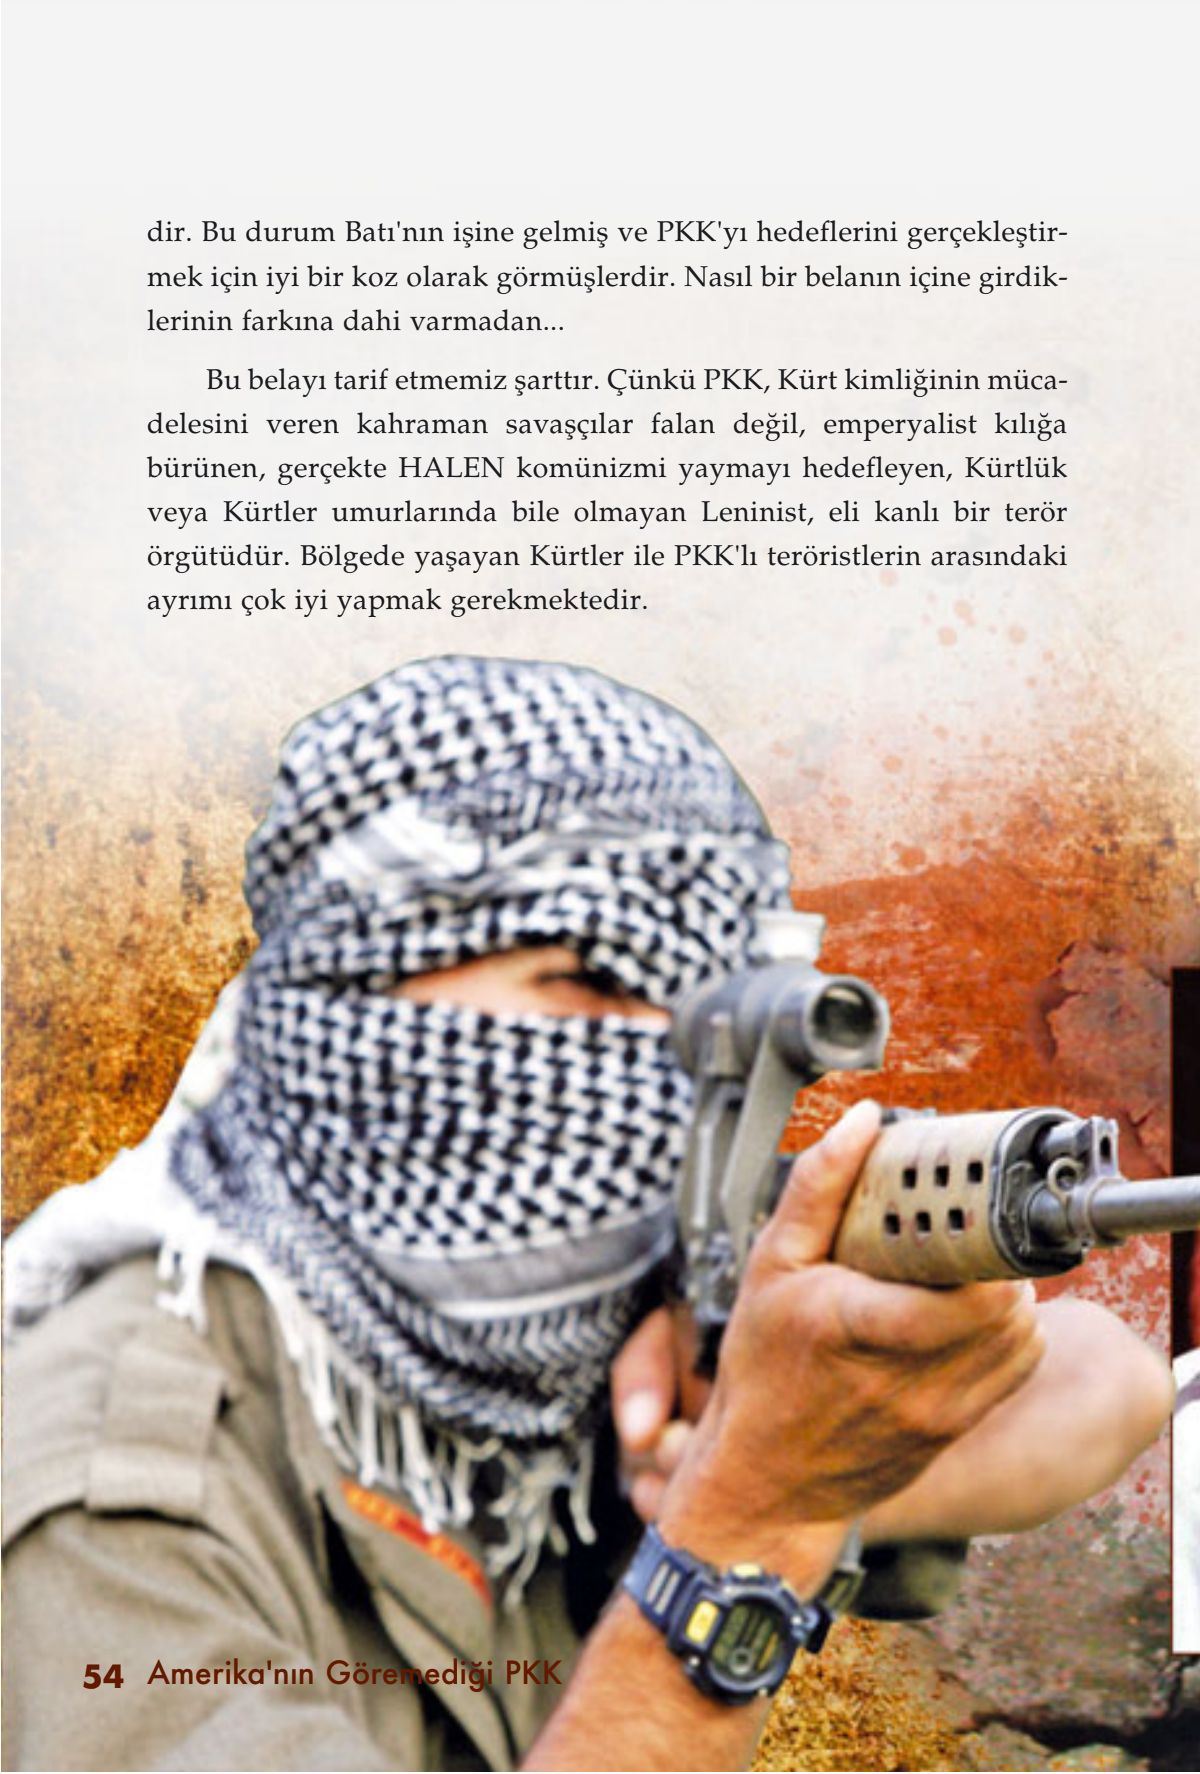 dir. Bu durum Batı'nın işine gelmiş ve PKK'yı hedeflerini gerçekleştir-
mek için iyi bir koz olarak görmüşlerdir. Nasıl bir belanın içine girdik-
lerinin farkına dahi varmadan...
Bu belayı tarif etmemiz şarttır. Çünkü PKK, Kürt kimliğinin müca-
delesini veren kahraman savaşçılar falan değil, emperyalist kılığa
bürünen, gerçekte HALEN komünizmi yaymayı hedefleyen, Kürtlük
veya Kürtler umurlarında bile olmayan Leninist, eli kanlı bir terör
örgütüdür. Bölgede yaşayan Kürtler ile PKK'lı teröristlerin arasındaki
ayrımı çok iyi yapmak gerekmektedir.
54 Amerika'nın Göremediği PKK